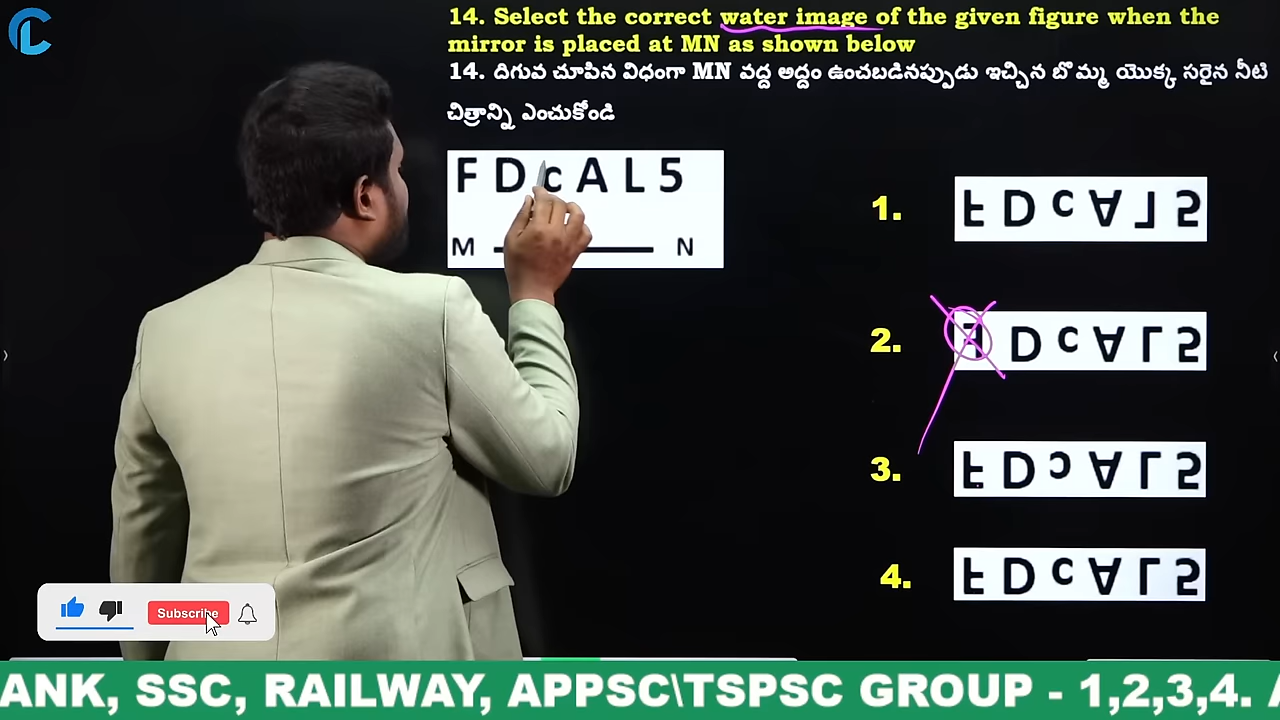 14. Select the correct water image of the given figure when the
mirror is placed at MN as shown below
14. దిగువ చూపిన విధంగా MN వద్ద అద్దం ఉంచబడినప్పుడు ఇచ్చిన బొమ్మ యొక్క సరైన నీటి
చిత్రాన్ని ఎంచుకోండి
F D c A L 5
M N
1.
2.
3.
4.
Subscribe
ANK, SSC, RAILWAY, APPSC\TSPSC GROUP - 1,2,3,4. A